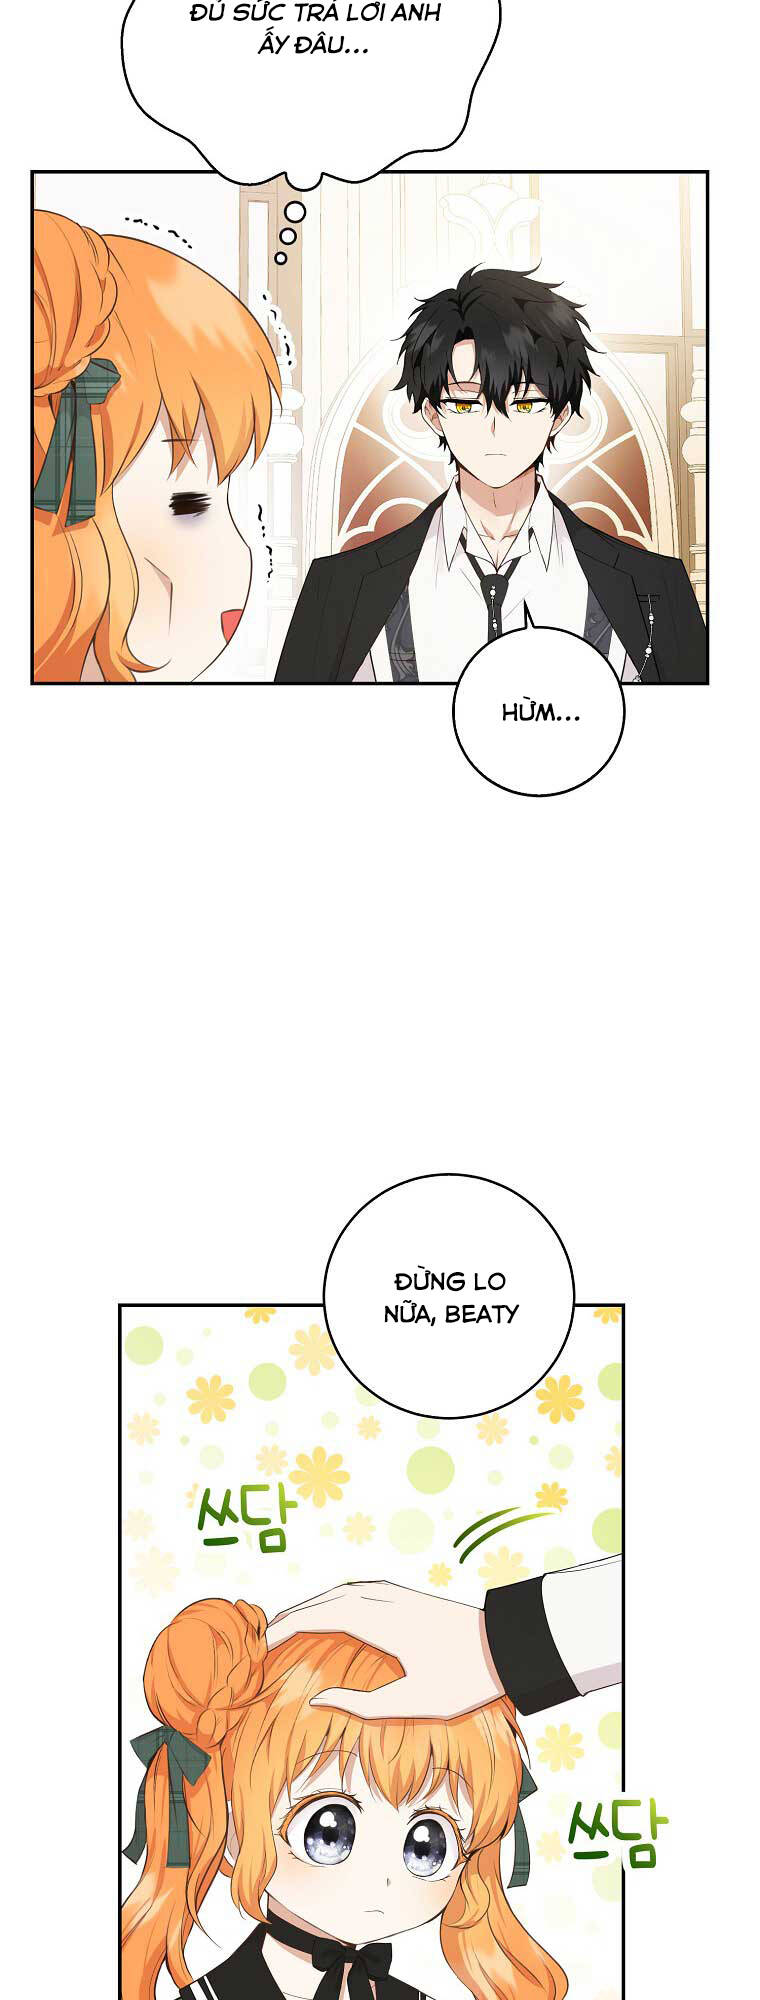 ĐỦ SỨC TRẢ LỜI ANH
ẤY ĐÂU...
HỪM...
ĐỪNG LO
NỮA, BEATY
쓰담
쓰담